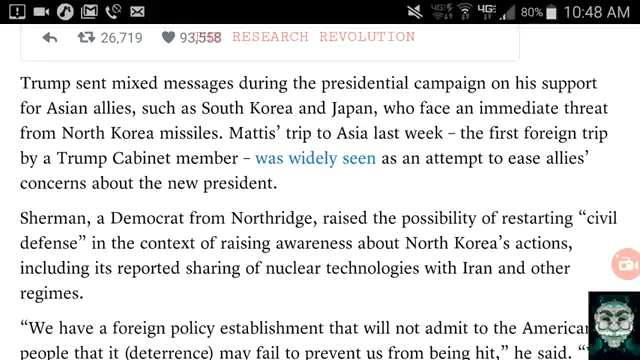 4G LTE 80% 10:48 AM
26,719 93,558 THE RESEARCH REVOLUTION
Trump sent mixed messages during the presidential campaign on his support
for Asian allies, such as South Korea and Japan, who face an immediate threat
from North Korea missiles. Mattis’ trip to Asia last week – the first foreign trip
by a Trump Cabinet member – was widely seen as an attempt to ease allies’
concerns about the new president.
Sherman, a Democrat from Northridge, raised the possibility of restarting “civil
defense” in the context of raising awareness about North Korea’s actions,
including its reported sharing of nuclear technologies with Iran and other
regimes.
“We have a foreign policy establishment that will not admit to the American
people that it (deterrence) may fail to prevent us from being hit,” he said.